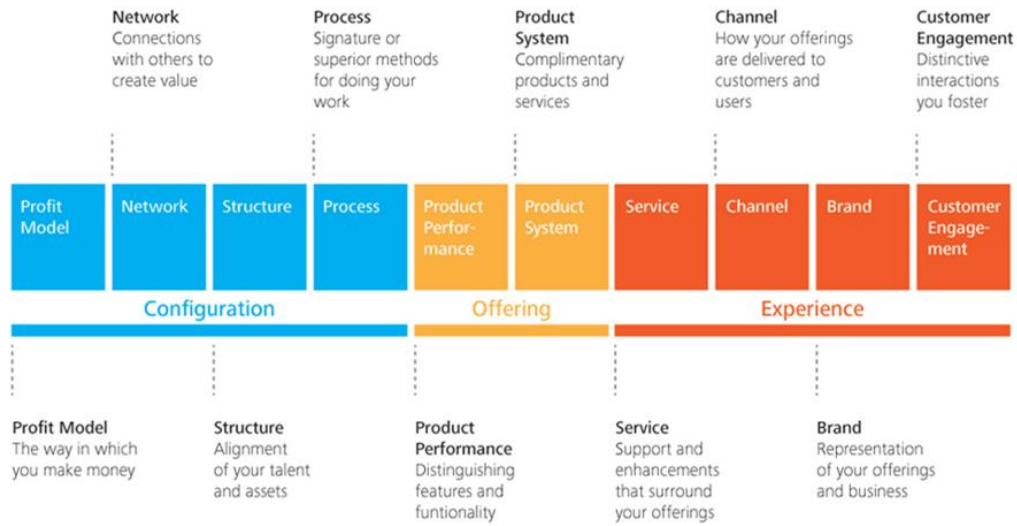 Network
Connections
with others to
create value
Process
Signature or
superior methods
for doing your
work
Product
System
Complimentary
products and
services
Channel
How your offerings
are delivered to
customers and
users
Customer
Engagement
Distinctive
interactions
you foster
Profit
Model
Network
Structure
Process
Product
Perfor-
mance
Product
System
Service
Channel
Brand
Customer
Engage-
ment
Configuration
Offering
Experience
Profit Model
The way in which
you make money
Structure
Alignment
of your talent
and assets
Product
Performance
Distinguishing
features and
funtionality
Service
Support and
enhancements
that surround
your offerings
Brand
Representation
of your offerings
and business